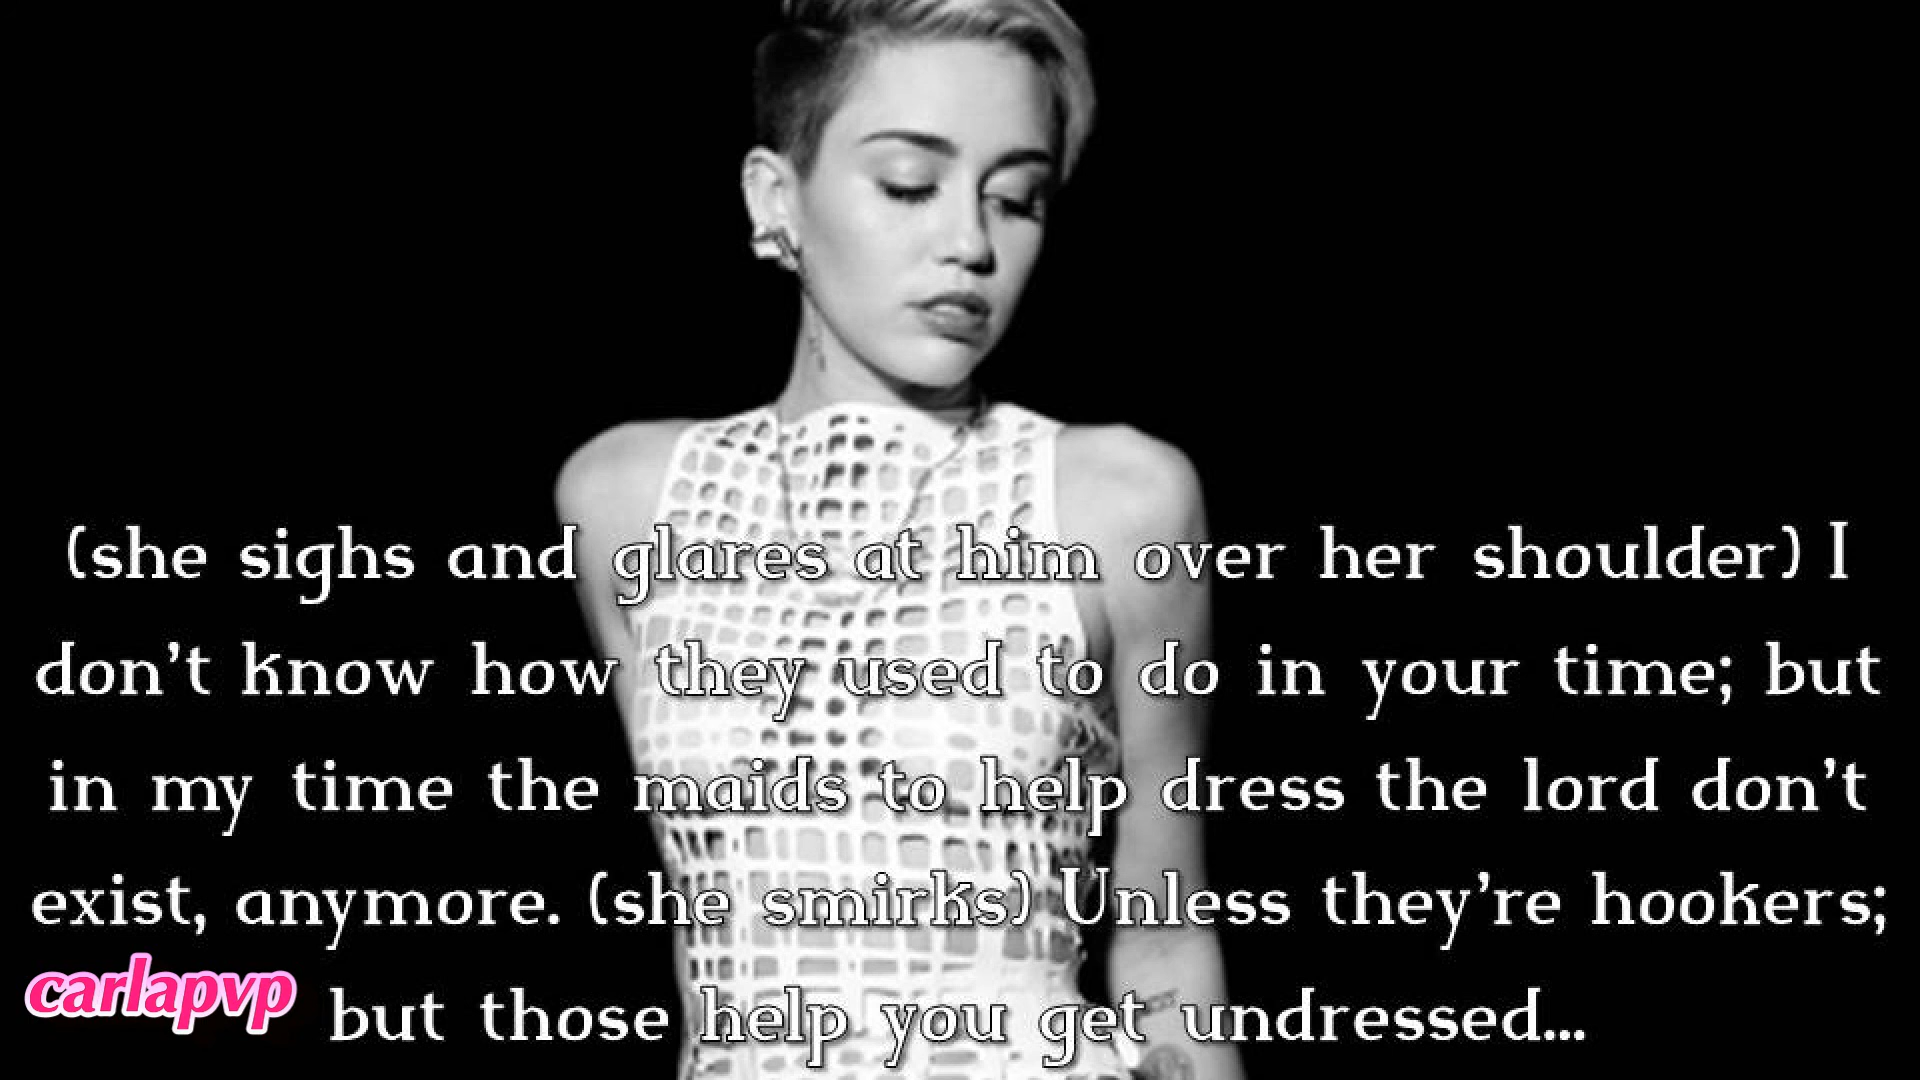 (she sighs and glares at him over her shoulder) I
don't know how they used to do in your time; but
in my time the maids to help dress the lord don't
exist, anymore. (she smirks) Unless they're hookers;
but those help you get undressed...
carlapvp